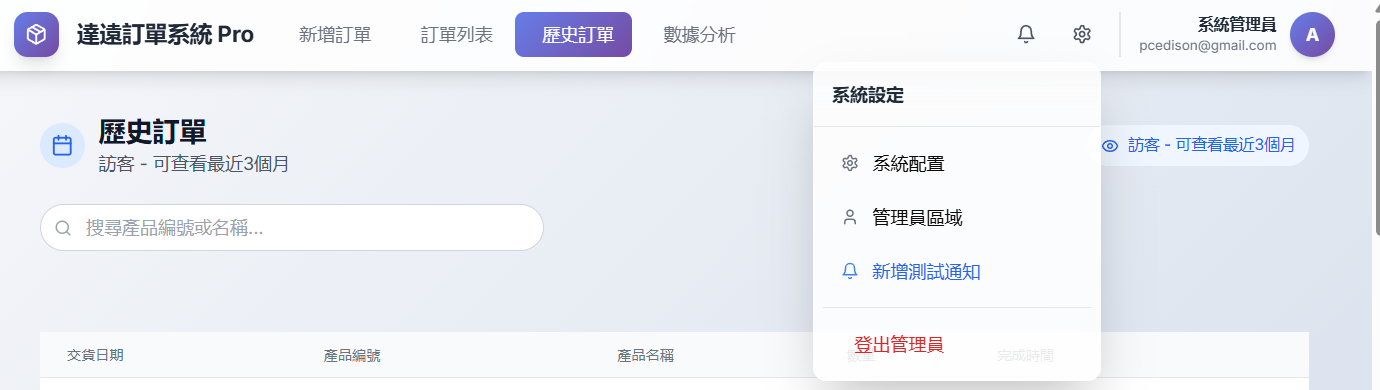 達遠訂單系統 Pro
新增訂單
訂單列表
歷史訂單
數據分析
系統管理員
pcedison@gmail.com
A
系統設定
歷史訂單
訪客 - 可查看最近3個月
訪客 - 可查看最近3個月
系統配置
搜尋產品編號或名稱...
管理員區域
新增測試通知
登出管理員
交貨日期
產品編號
產品名稱
數量
完成時間